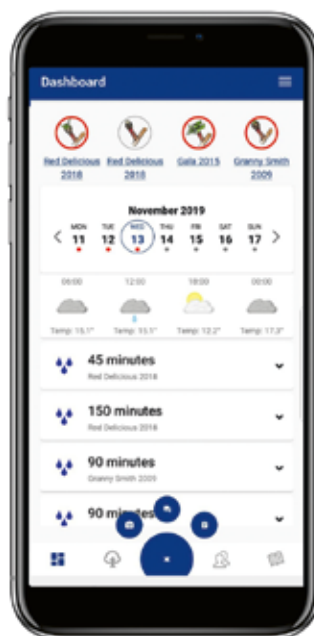 Dashboard
Red Delicious 2018
Red Delicious 2018
Gala 2015
Granny Smith 2009
November 2019
MON TUE WED THU FRI SAT SUN
11 12 13 14 15 16 17
06:00 12:00 18:00 00:00
Temp: 15.1° Temp: 15.1° Temp: 12.2° Temp: 17.3°
45 minutes
Red Delicious 2018
150 minutes
Red Delicious 2018
90 minutes
Granny Smith 2009
90 minutes